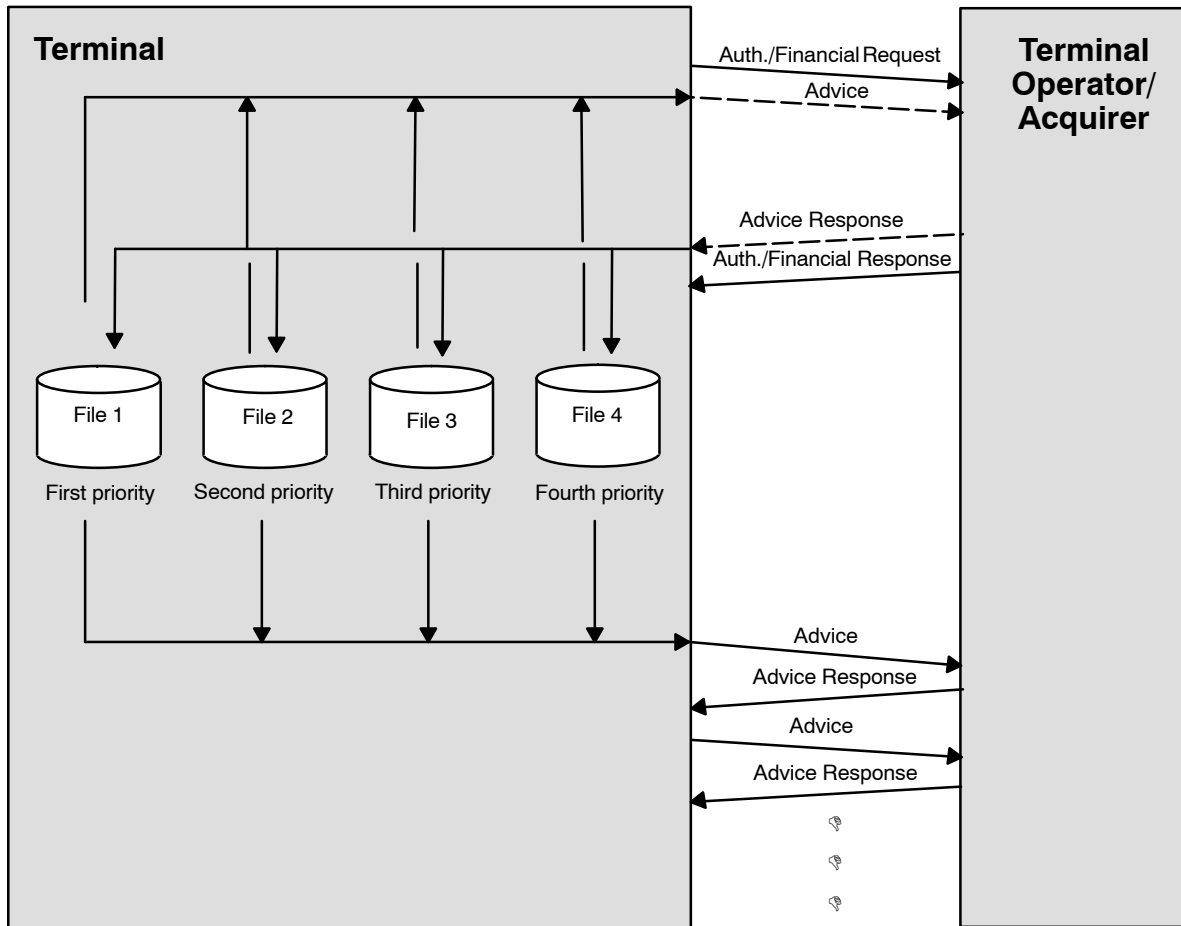 Terminal
Auth./Financial Request
Advice
Terminal
Operator/
Acquirer
Advice Response
Auth./Financial Response
File 1
File 2
File 3
File 4
First priority
Second priority
Third priority
Fourth priority
Advice
Advice Response
Advice
Advice Response